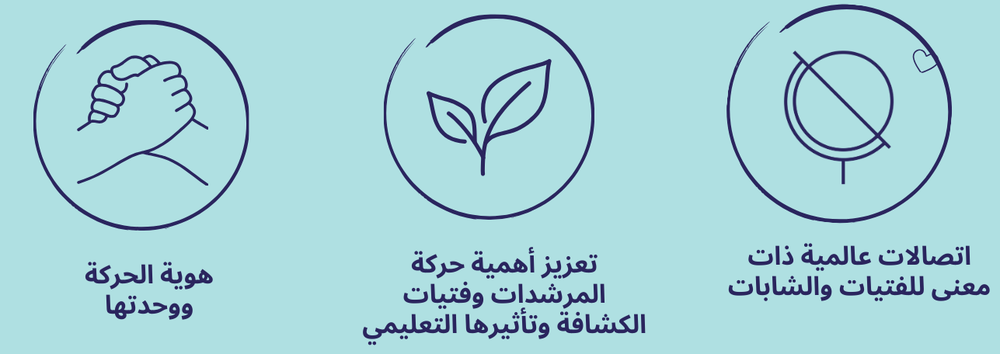 اتصالات عالمية ذات
معنى للفتيات والشابات
تعزيز أهمية حركة
المرشدات وفتيات
الكشافة وتأثيرها التعليمي
هوية الحركة
ووحدتها